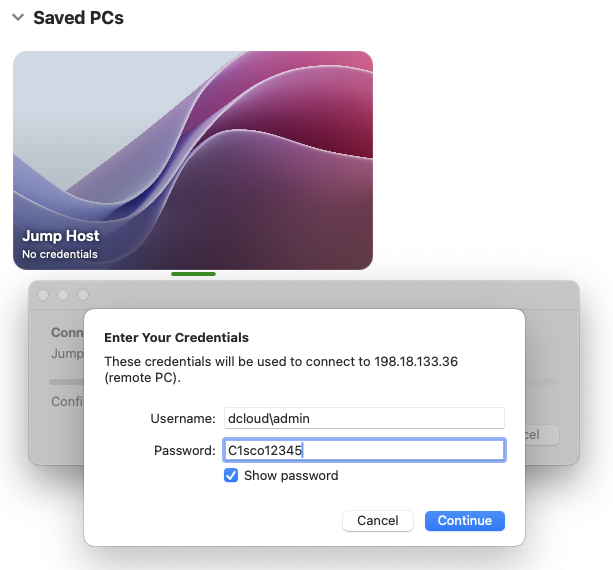 Saved PCs
Jump Host
No credentials
Conn
Jump
Confi
cel
Enter Your Credentials
These credentials will be used to connect to 198.18.133.36
(remote PC).
Username: dcloud\admin
Password: C1sco12345
Show password
Cancel Continue